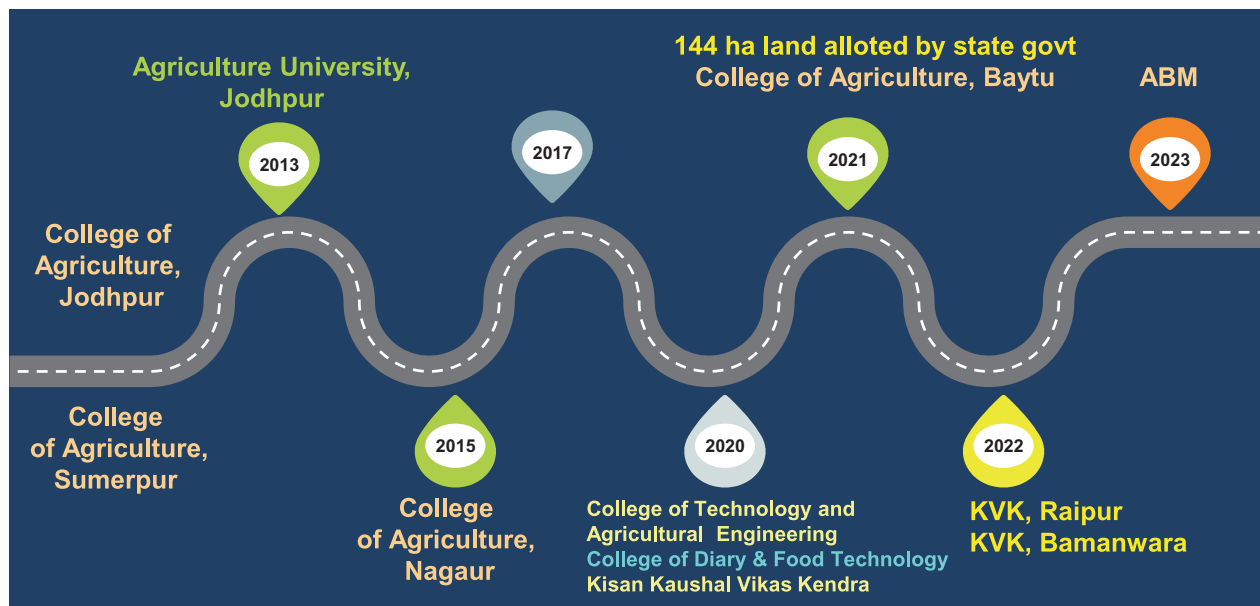 Agriculture University,
Jodhpur
2013
College of
Agriculture,
Jodhpur
College
of Agriculture,
Sumerpur
2015
College
of Agriculture,
Nagaur
2017
2020
College of Technology and
Agricultural Engineering
College of Diary & Food Technology
Kisan Kaushal Vikas Kendra
144 ha land alloted by state govt
College of Agriculture, Baytu
2021
2022
KVK, Raipur
KVK, Bamanwara
ABM
2023